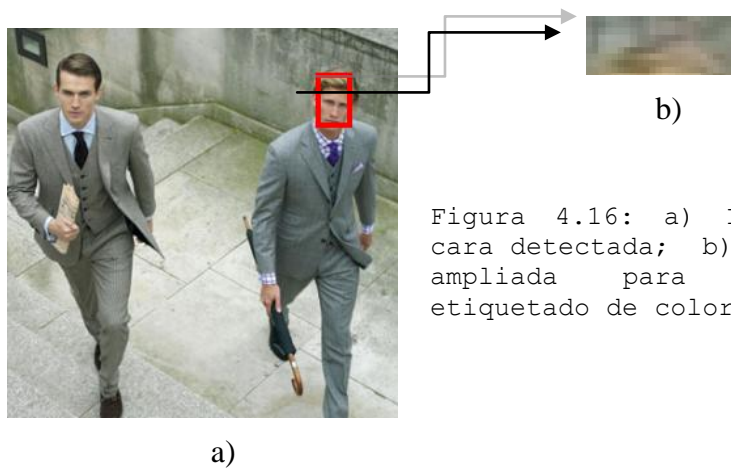 b)
Figura 4.16: a)
cara detectada; b)
ampliada para
etiquetado de color
a)